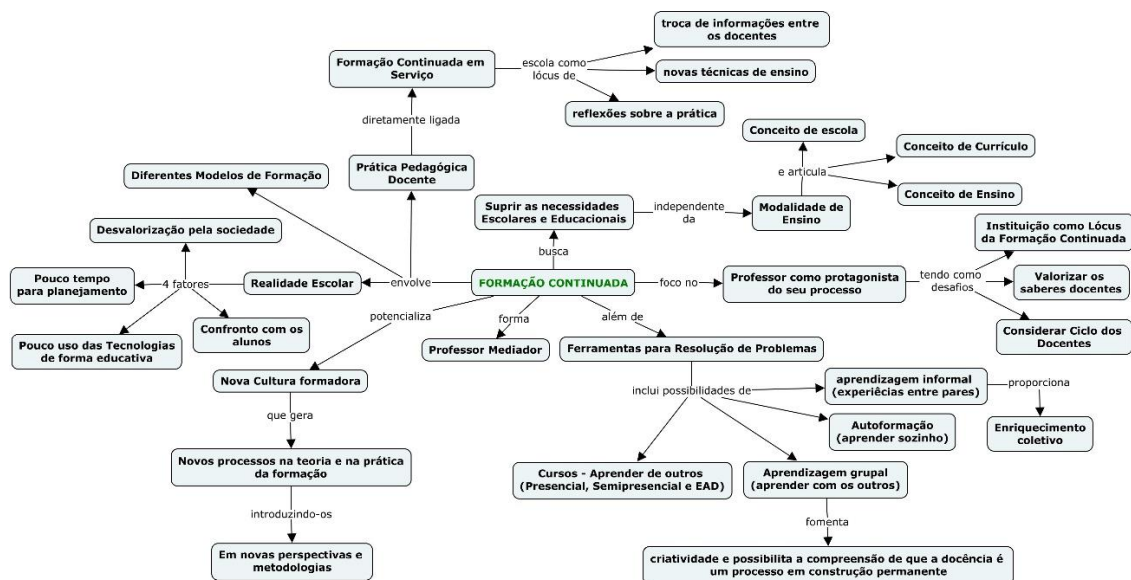 troca de informações entre
os docentes
Formação Continuada em
Serviço
escola como
lócus de
novas técnicas de ensino
reflexões sobre a prática
diretamente ligada
Conceito de escola
Conceito de Currículo
e articula
Conceito de Ensino
Diferentes Modelos de Formação
Prática Pedagógica
Docente
Suprir as necessidades
Escolares e Educacionais
independente
da
Modalidade de
Ensino
Desvalorização pela sociedade
busca
Instituição como Lócus
da Formação Continuada
Pouco tempo
para planejamento
4 fatores
Realidade Escolar
envolve
FORMAÇÃO CONTINUADA
foco no
Professor como protagonista
do seu processo
tendo como
desafios
Valorizar os
saberes docentes
Considerar Ciclo dos
Docentes
Pouco uso das Tecnologias
de forma educativa
Confronto com os
alunos
potencializa
forma
além de
Professor Mediador
Ferramentas para Resolução de Problemas
Nova Cultura formadora
inclui possibilidades de
aprendizagem informal
(experiêcias entre pares)
proporciona
que gera
Autoformação
(aprender sozinho)
Enriquecimento
coletivo
Novos processos na teoria e na prática
da formação
Cursos - Aprender de outros
(Presencial, Semipresencial e EAD)
Aprendizagem grupal
(aprender com os outros)
introduzindo-os
fomenta
Em novas perspectivas e
metodologias
criatividade e possibilita a compreensão de que a docência é
um processo em construção permanente